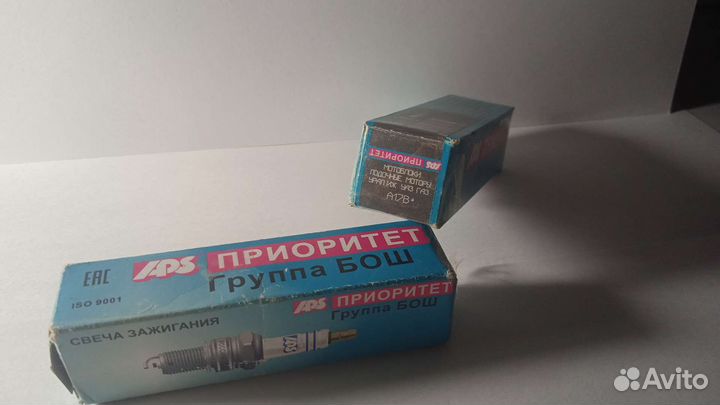 APS ПРИОРИТЕТ
МОТОБЛОКИ
ЛОДОЧНЫЕ МОТОРЫ
УРАЛ ИЖ УАЗ ГАЗ
А17В*
EAC
ISO 9001
APS ПРИОРИТЕТ
Группа БОШ
APS ПРИОРИТЕТ
Группа БОШ
СВЕЧА ЗАЖИГАНИЯ
Avito